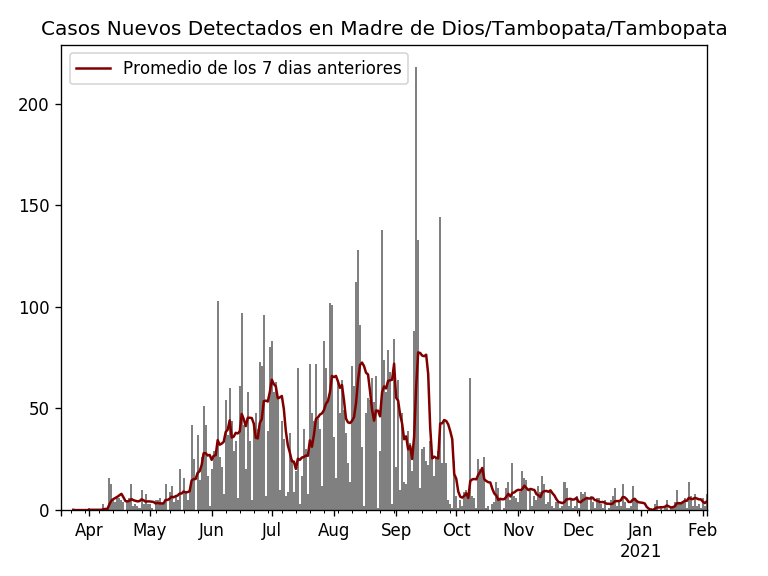 Casos Nuevos Detectados en Madre de Dios/Tambopata/Tambopata
Promedio de los 7 dias anteriores
200
150
100
50
0
Apr May Jun Jul Aug Sep Oct Nov Dec Jan Feb
2021